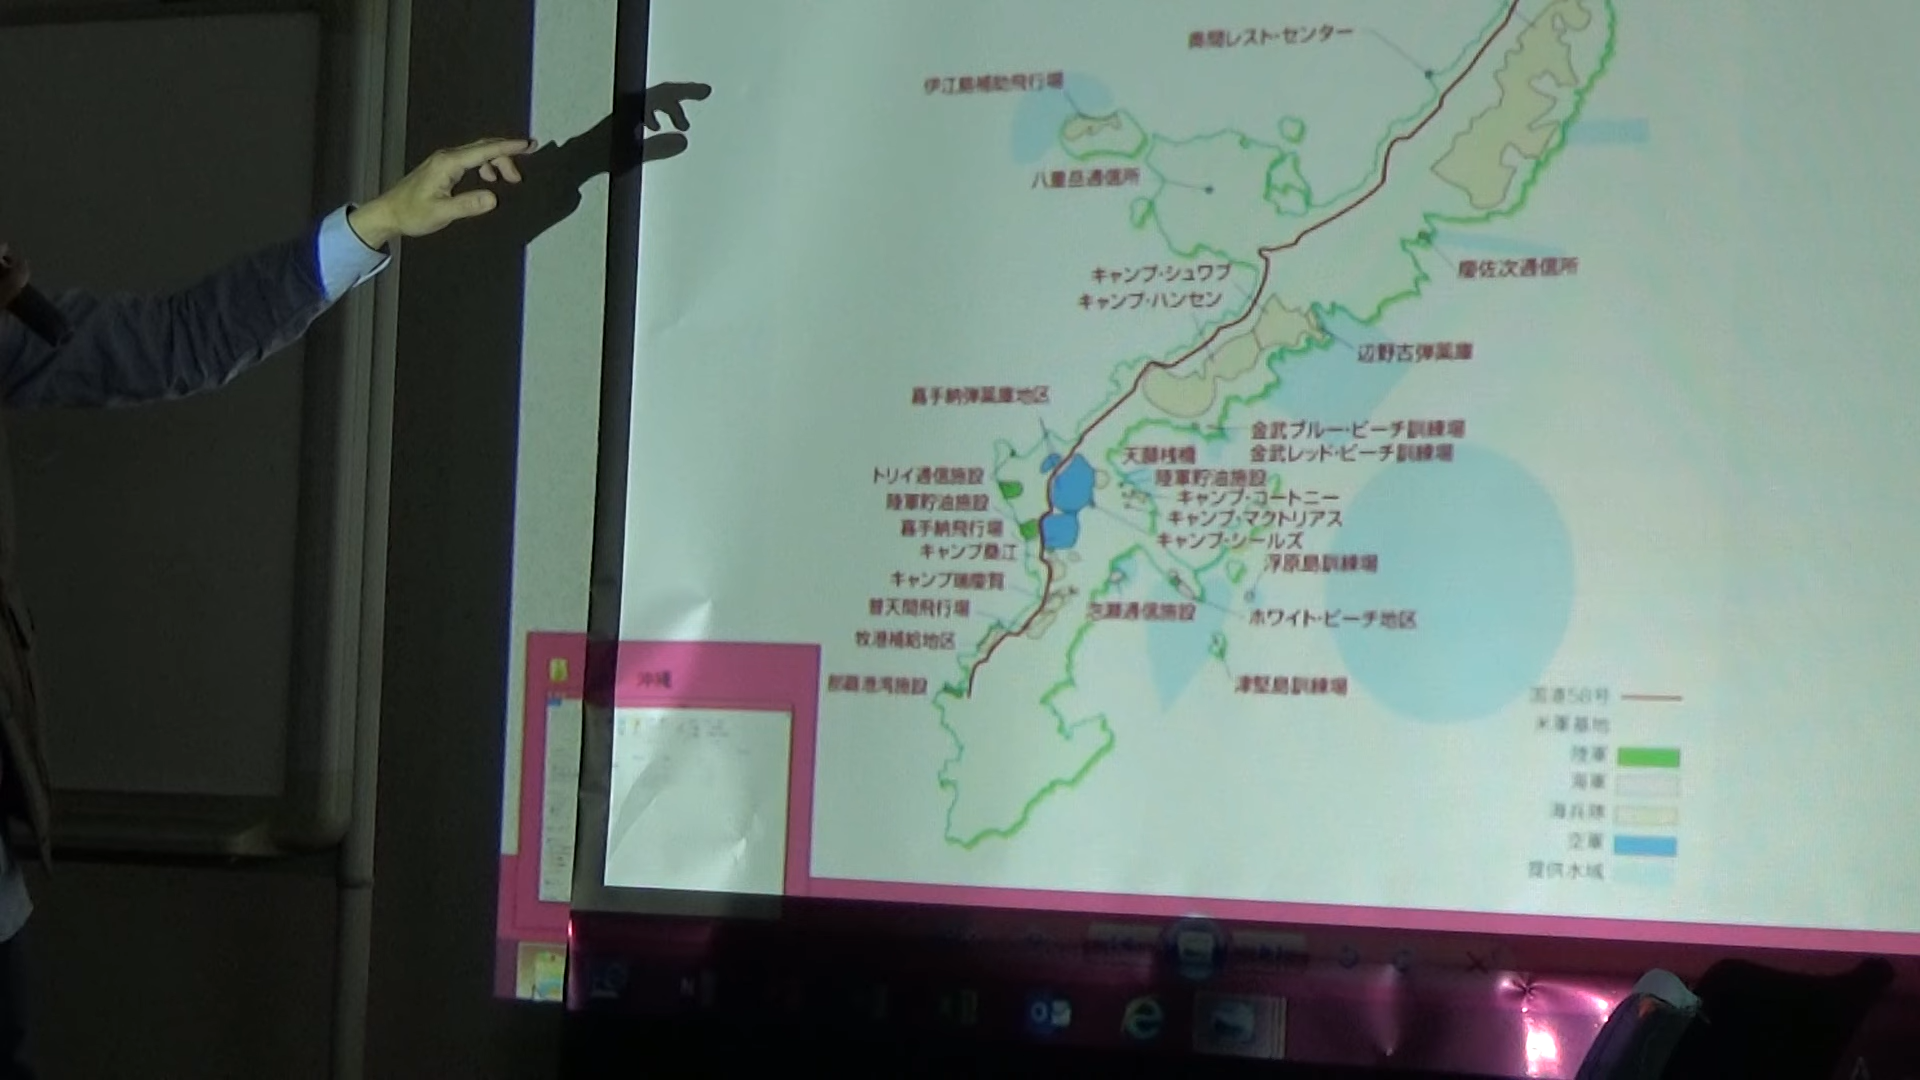 奥間レスト・センター
伊江島補助飛行場
八重岳通信所
慶佐次通信所
キャンプ・シュワブ
キャンプ・ハンセン
辺野古弾薬庫
嘉手納弾薬庫地区
金武ブルー・ビーチ訓練場
金武レッド・ビーチ訓練場
天願桟橋
トリイ通信施設
陸軍貯油施設
陸軍貯油施設
キャンプ・コートニー
キャンプ・マクトリアス
嘉手納飛行場
キャンプ・シールズ
キャンプ桑江
浮原島訓練場
キャンプ瑞慶覧
普天間飛行場
泡瀬通信施設
ホワイト・ビーチ地区
牧港補給地区
那覇港湾施設
津堅島訓練場
沖縄
国道58号
米軍基地
陸軍
海軍
海兵隊
空軍
提供水域